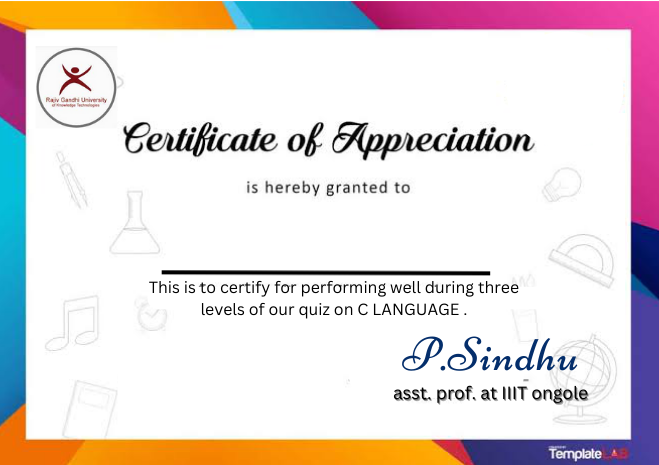 Rajiv Gandhi University
of Knowledge Technologies
Certificate of Appreciation
is hereby granted to
This is to certify for performing well during three
levels of our quiz on C LANGUAGE .
P.Sindhu
asst. prof. at IIIT ongole
TemplateLAB